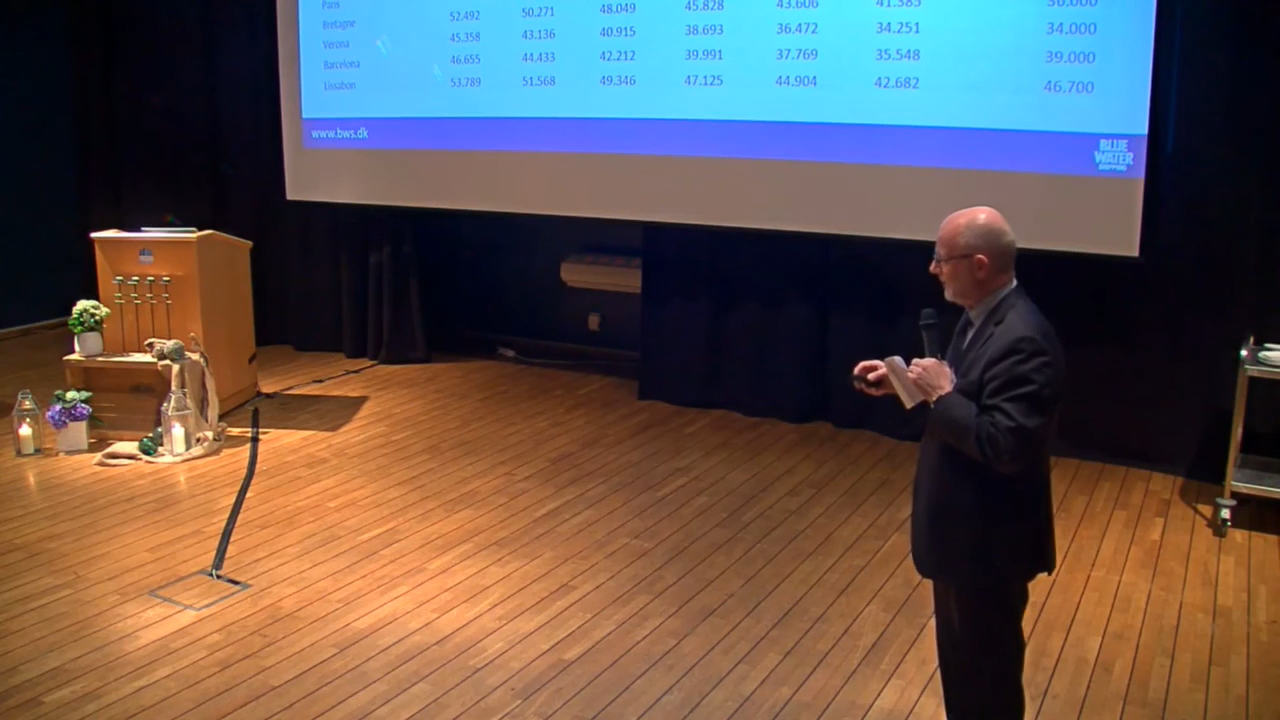 Paris
Bretagne 52.492 50.271 48.049 45.828 43.606 41.385
Verona 45.358 43.136 40.915 38.693 36.472 34.251 34.000
Barcelona 46.655 44.433 42.212 39.991 37.769 35.548 39.000
Lissabon 53.789 51.568 49.346 47.125 44.904 42.682 46.700
www.bws.dk
BLUE
WATER
SHIPPING